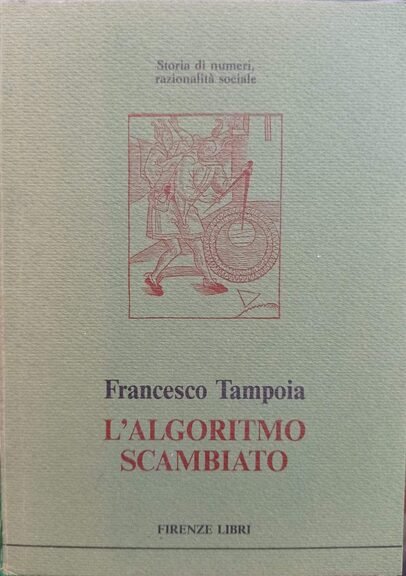 Storia di numeri,
razionalità sociale
Francesco Tampoia
L'ALGORITMO
SCAMBIATO
FIRENZE LIBRI